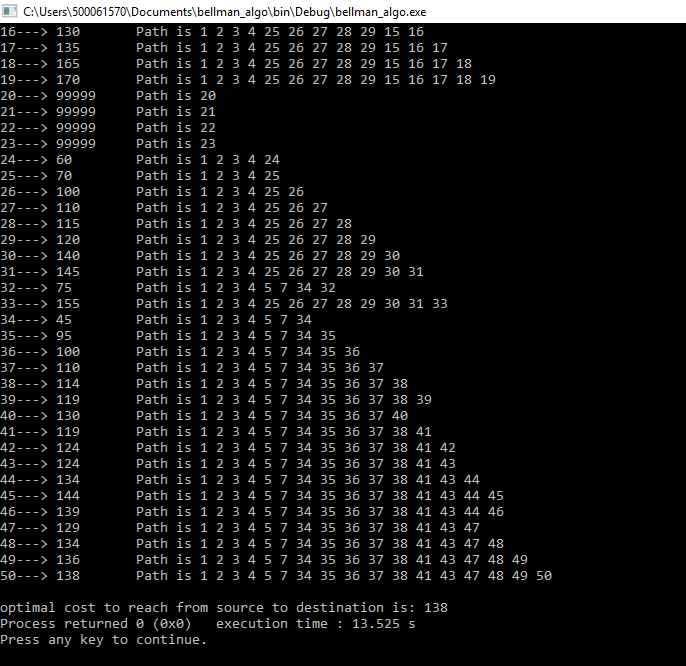 C:\Users\500061570\Documents\bellman_algo\bin\Debug\bellman_algo.exe
16---> 130 Path is 1 2 3 4 25 26 27 28 29 15 16
17---> 135 Path is 1 2 3 4 25 26 27 28 29 15 16 17
18---> 165 Path is 1 2 3 4 25 26 27 28 29 15 16 17 18
19---> 170 Path is 1 2 3 4 25 26 27 28 29 15 16 17 18 19
20---> 99999 Path is 20
21---> 99999 Path is 21
22---> 99999 Path is 22
23---> 99999 Path is 23
24---> 60 Path is 1 2 3 4 24
25---> 70 Path is 1 2 3 4 25
26---> 100 Path is 1 2 3 4 25 26
27---> 110 Path is 1 2 3 4 25 26 27
28---> 115 Path is 1 2 3 4 25 26 27 28
29---> 120 Path is 1 2 3 4 25 26 27 28 29
30---> 140 Path is 1 2 3 4 25 26 27 28 29 30
31---> 145 Path is 1 2 3 4 25 26 27 28 29 30 31
32---> 75 Path is 1 2 3 4 5 7 34 32
33---> 155 Path is 1 2 3 4 25 26 27 28 29 30 31 33
34---> 45 Path is 1 2 3 4 5 7 34
35---> 95 Path is 1 2 3 4 5 7 34 35
36---> 100 Path is 1 2 3 4 5 7 34 35 36
37---> 110 Path is 1 2 3 4 5 7 34 35 36 37
38---> 114 Path is 1 2 3 4 5 7 34 35 36 37 38
39---> 119 Path is 1 2 3 4 5 7 34 35 36 37 38 39
40---> 130 Path is 1 2 3 4 5 7 34 35 36 37 40
41---> 119 Path is 1 2 3 4 5 7 34 35 36 37 38 41
42---> 124 Path is 1 2 3 4 5 7 34 35 36 37 38 41 42
43---> 124 Path is 1 2 3 4 5 7 34 35 36 37 38 41 43
44---> 134 Path is 1 2 3 4 5 7 34 35 36 37 38 41 43 44
45---> 144 Path is 1 2 3 4 5 7 34 35 36 37 38 41 43 44 45
46---> 139 Path is 1 2 3 4 5 7 34 35 36 37 38 41 43 44 46
47---> 129 Path is 1 2 3 4 5 7 34 35 36 37 38 41 43 47
48---> 134 Path is 1 2 3 4 5 7 34 35 36 37 38 41 43 47 48
49---> 136 Path is 1 2 3 4 5 7 34 35 36 37 38 41 43 47 48 49
50---> 138 Path is 1 2 3 4 5 7 34 35 36 37 38 41 43 47 48 49 50
optimal cost to reach from source to destination is: 138
Process returned 0 (0x0) execution time : 13.525 s
Press any key to continue.